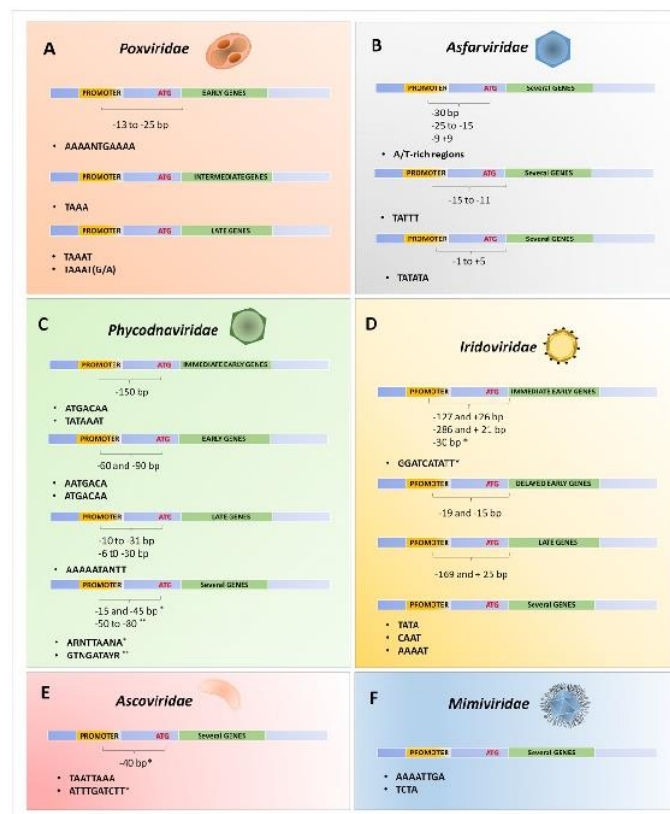 A Poxviridae
PROMOTER ATG EARLY GENES
-13 to -25 bp
• AAAANTGAAAA
PROMOTER ATG INTERMEDIATE GENES
• TAAA
PROMOTER ATG LATE GENES
• TAAAT
• TAAAT(G/A)
B Asfarviridae
PROMOTER ATG Several GENES
-30 bp
-25 to -15
-9 +9
• A/T-rich regions
PROMOTER ATG Several GENES
-15 to -11
• TATTT
PROMOTER ATG Several GENES
-1 to +5
• TATATA
C Phycodnaviridae
PROMOTER ATG IMMEDIATE EARLY GENES
-150 bp
• ATGACAA
• TATAAAT
PROMOTER ATG EARLY GENES
-60 and -90 bp
• AATGACA
• ATGACAA
PROMOTER ATG LATE GENES
-10 to -31 bp
-6 to -30 bp
• AAAAATANTT
PROMOTER ATG Several GENES
-15 and -45 bp *
-50 to -80 **
• ARNTTAANA*
• GTNGATAYR **
D Iridoviridae
PROMOTER ATG IMMEDIATE EARLY GENES
-127 and +26 bp
-286 and + 21 bp
-30 bp *
• GGATCATATT*
PROMOTER ATG DELAYED EARLY GENES
-19 and -15 bp
PROMOTER ATG LATE GENES
-169 and + 25 bp
PROMOTER ATG Several GENES
• TATA
• CAAT
• AAAAT
E Ascoviridae
PROMOTER ATG Several GENES
-40 bp*
• TAATTAAA
• ATTTGATCTT*
F Mimiviridae
PROMOTER ATG Several GENES
• AAAATTGA
• TCTA